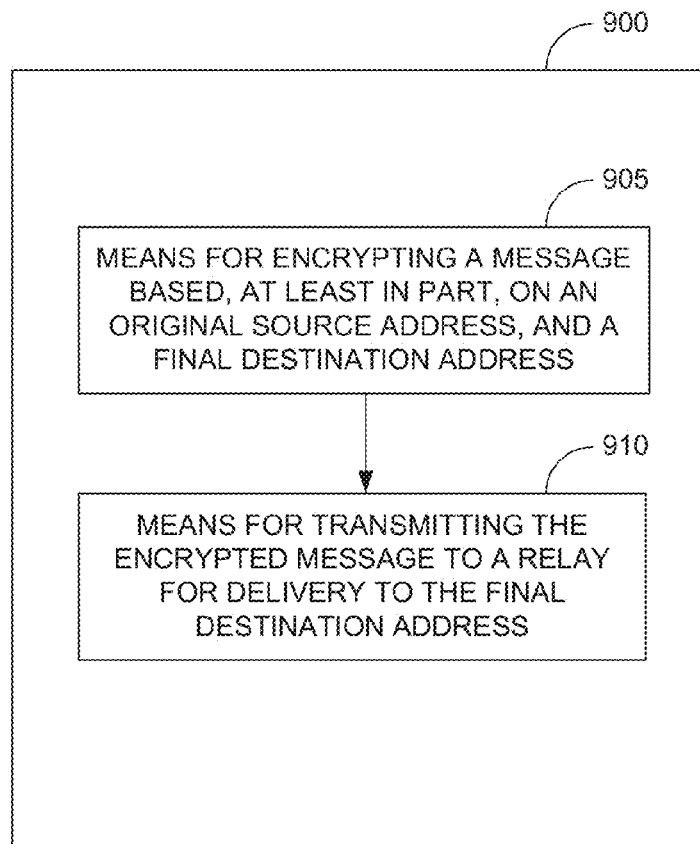 900
905
MEANS FOR ENCRYPTING A MESSAGE
BASED, AT LEAST IN PART, ON AN
ORIGINAL SOURCE ADDRESS, AND A
FINAL DESTINATION ADDRESS
910
MEANS FOR TRANSMITTING THE
ENCRYPTED MESSAGE TO A RELAY
FOR DELIVERY TO THE FINAL
DESTINATION ADDRESS